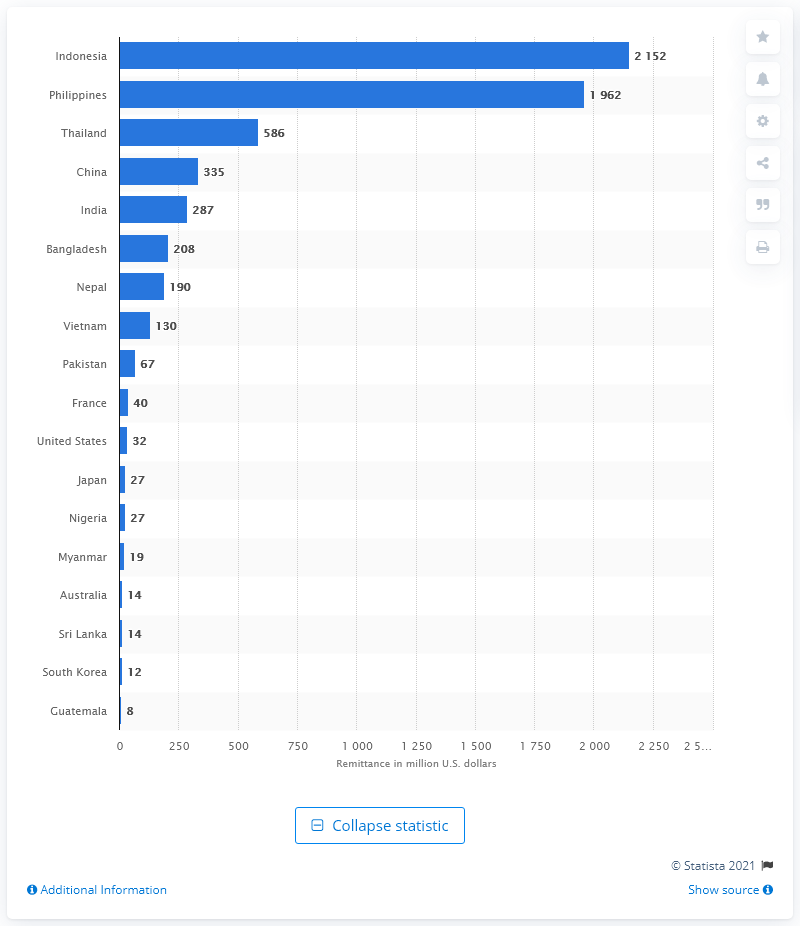 Indonesia 2 152
Philippines 1 962
Thailand 586
China 335
India 287
Bangladesh 208
Nepal 190
Vietnam 130
Pakistan 67
France 40
United States 32
Japan 27
Nigeria 27
Myanmar 19
Australia 14
Sri Lanka 14
South Korea 12
Guatemala 8
0 250 500 750 1 000 1 250 1 500 1 750 2 000 2 250 2 5...
Remittance in million U.S. dollars
Collapse statistic
© Statista 2021
Additional Information Show source